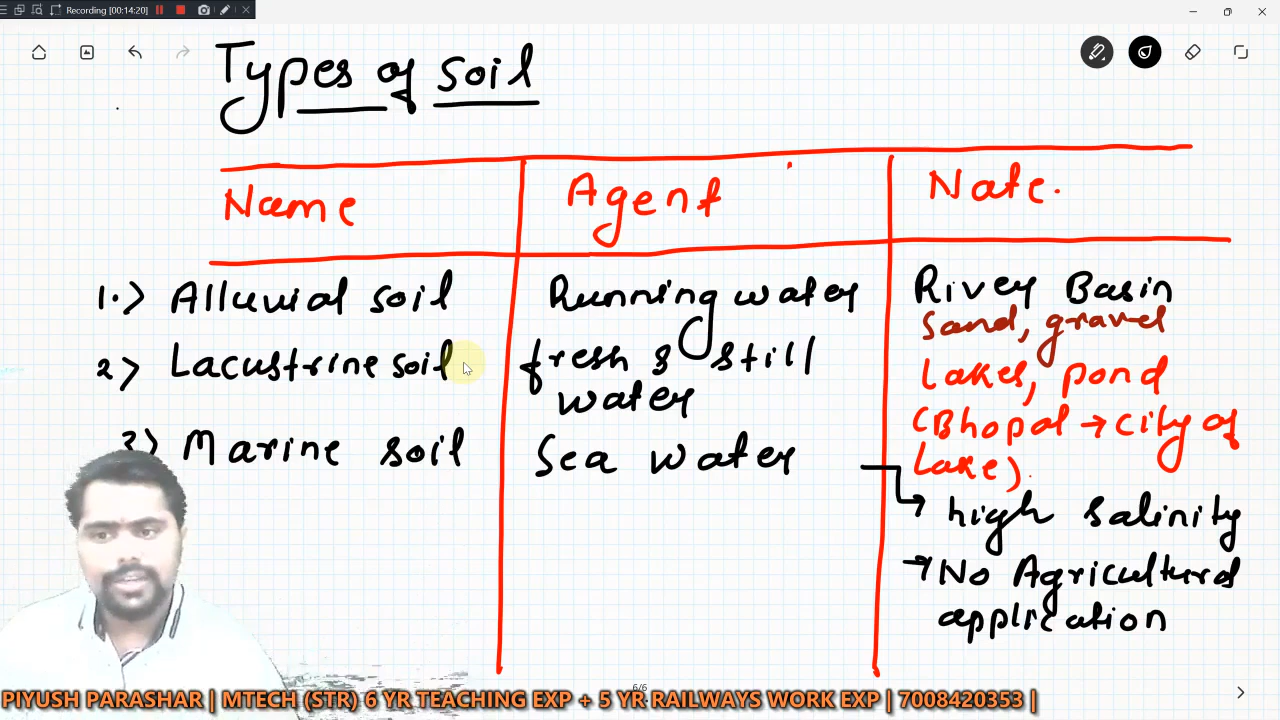 Recording [00:14:20]
Types of soil
Name Agent Note.
1.) Alluvial soil Running water River Basin
sand, gravel
2) Lacustrine soil fresh & still water Lakes, pond
(Bhopal → city of Lake).
3) Marine soil Sea water → high salinity
→ No Agricultural application
6/6
PIYUSH PARASHAR | MTECH (STR) 6 YR TEACHING EXP + 5 YR RAILWAYS WORK EXP | 7008420353 |